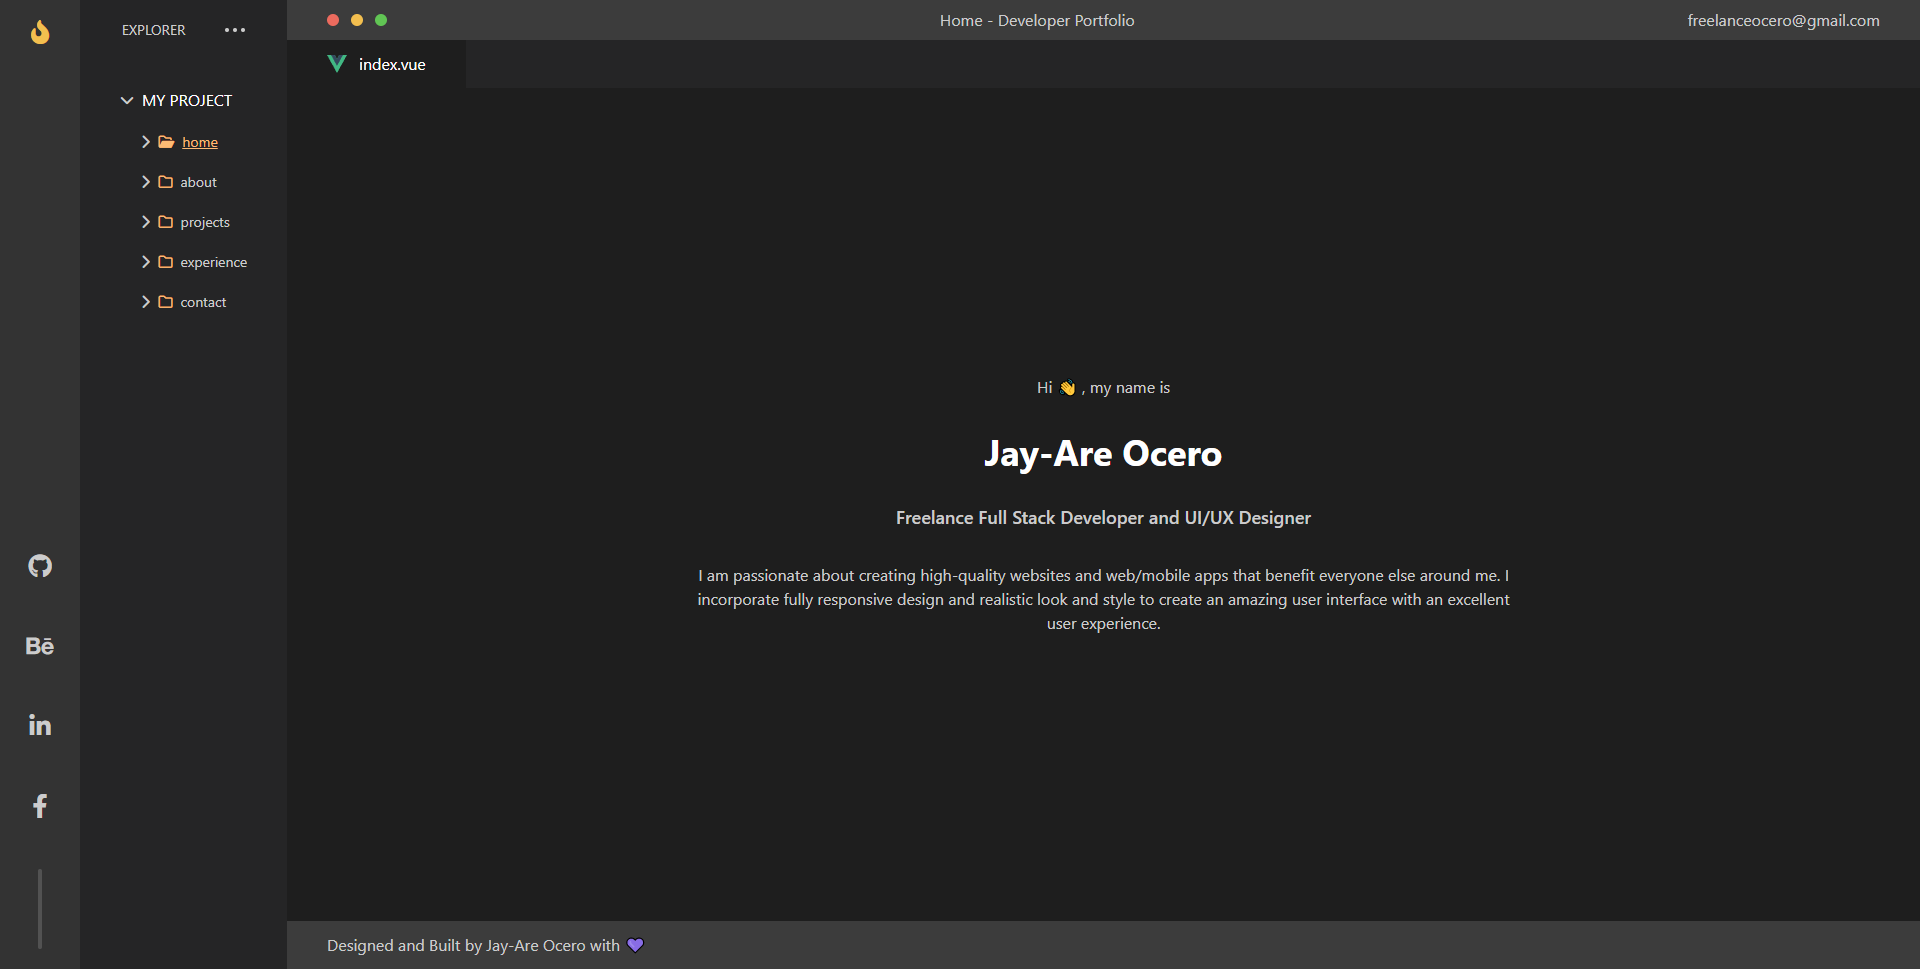 EXPLORER
MY PROJECT
home
about
projects
experience
contact
Bē
in
f
Home - Developer Portfolio
freelanceocero@gmail.com
index.vue
Hi 👋 , my name is
Jay-Are Ocero
Freelance Full Stack Developer and UI/UX Designer
I am passionate about creating high-quality websites and web/mobile apps that benefit everyone else around me. I
incorporate fully responsive design and realistic look and style to create an amazing user interface with an excellent
user experience.
Designed and Built by Jay-Are Ocero with 💜